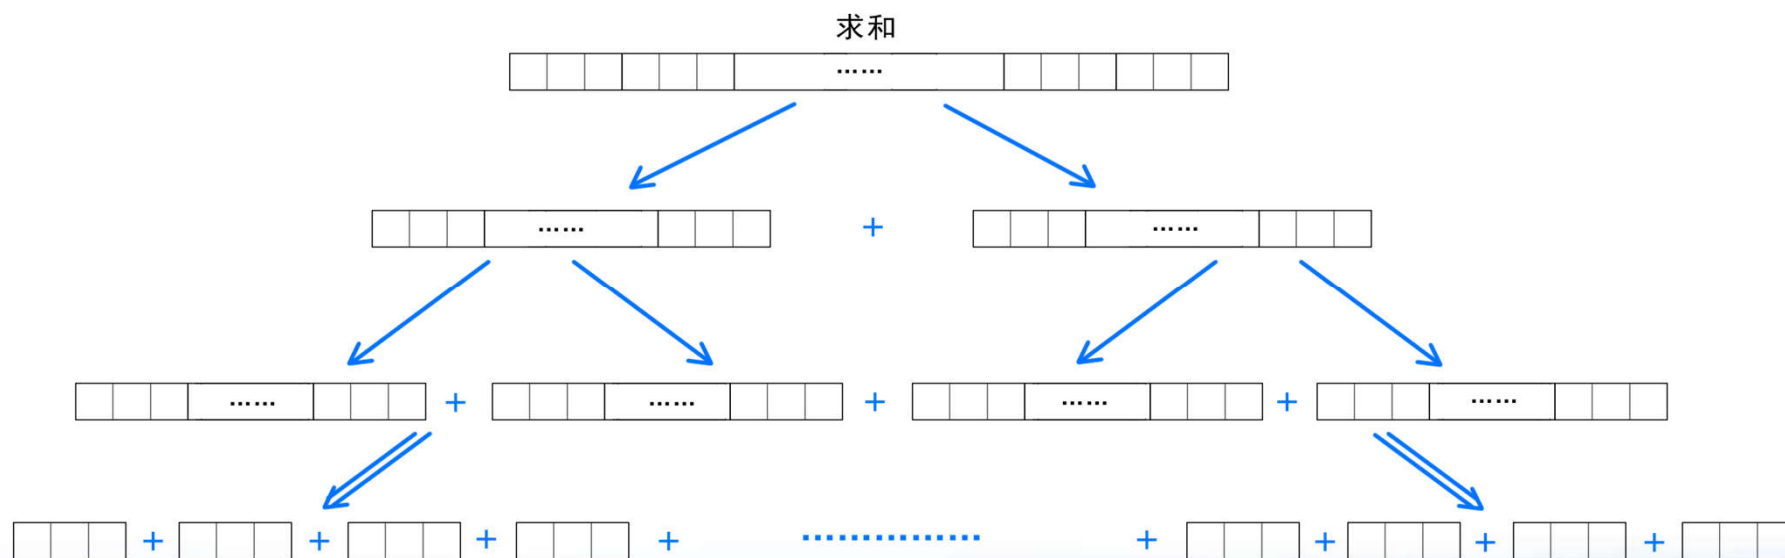 求和
……
…… + ……
…… + …… + …… + ……
+ + + + …………… + + + +